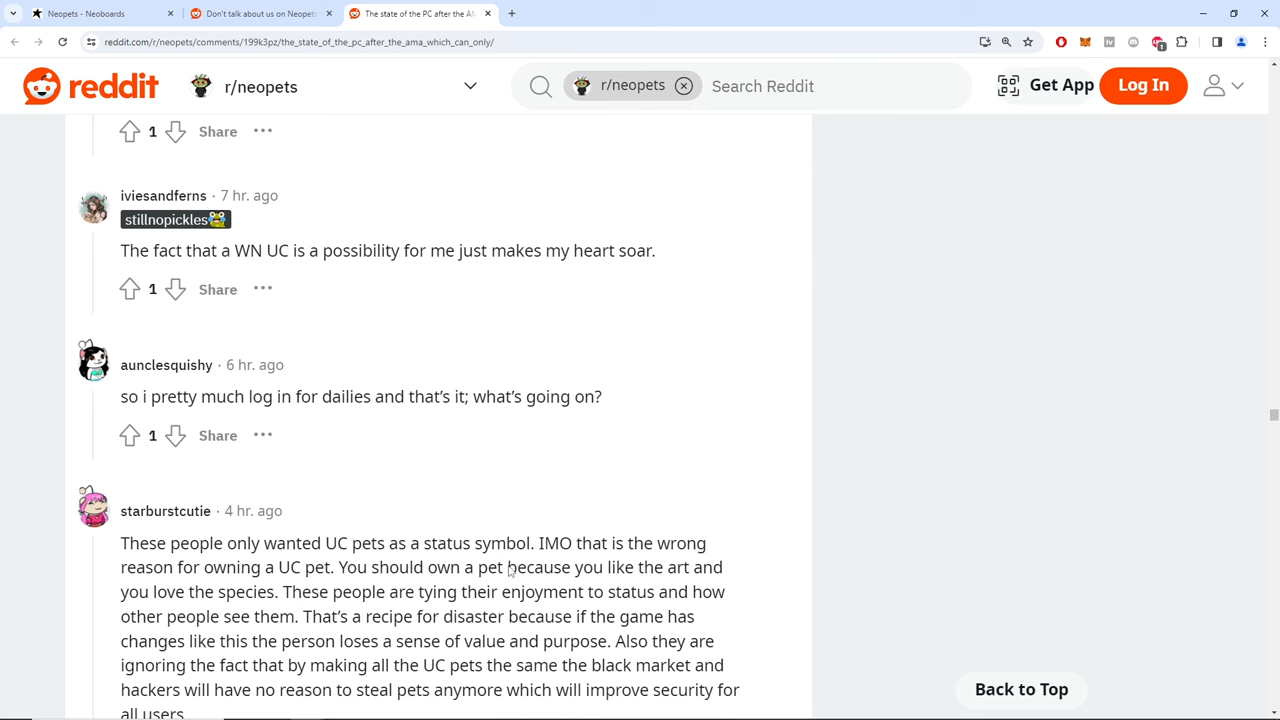 Neopets - Neoboards
Don't talk about us on Neopets
The state of the PC after the AM
reddit.com/r/neopets/comments/199k3pz/the_state_of_the_pc_after_the_ama_which_can_only/
reddit
r/neopets
r/neopets
Search Reddit
Get App
Log In
1 Share
iviesandferns · 7 hr. ago
stillnopickles
The fact that a WN UC is a possibility for me just makes my heart soar.
1 Share
aunclesquishy · 6 hr. ago
so i pretty much log in for dailies and that's it; what's going on?
1 Share
starburstcutie · 4 hr. ago
These people only wanted UC pets as a status symbol. IMO that is the wrong
reason for owning a UC pet. You should own a pet because you like the art and
you love the species. These people are tying their enjoyment to status and how
other people see them. That's a recipe for disaster because if the game has
changes like this the person loses a sense of value and purpose. Also they are
ignoring the fact that by making all the UC pets the same the black market and
hackers will have no reason to steal pets anymore which will improve security for
all users.
Back to Top